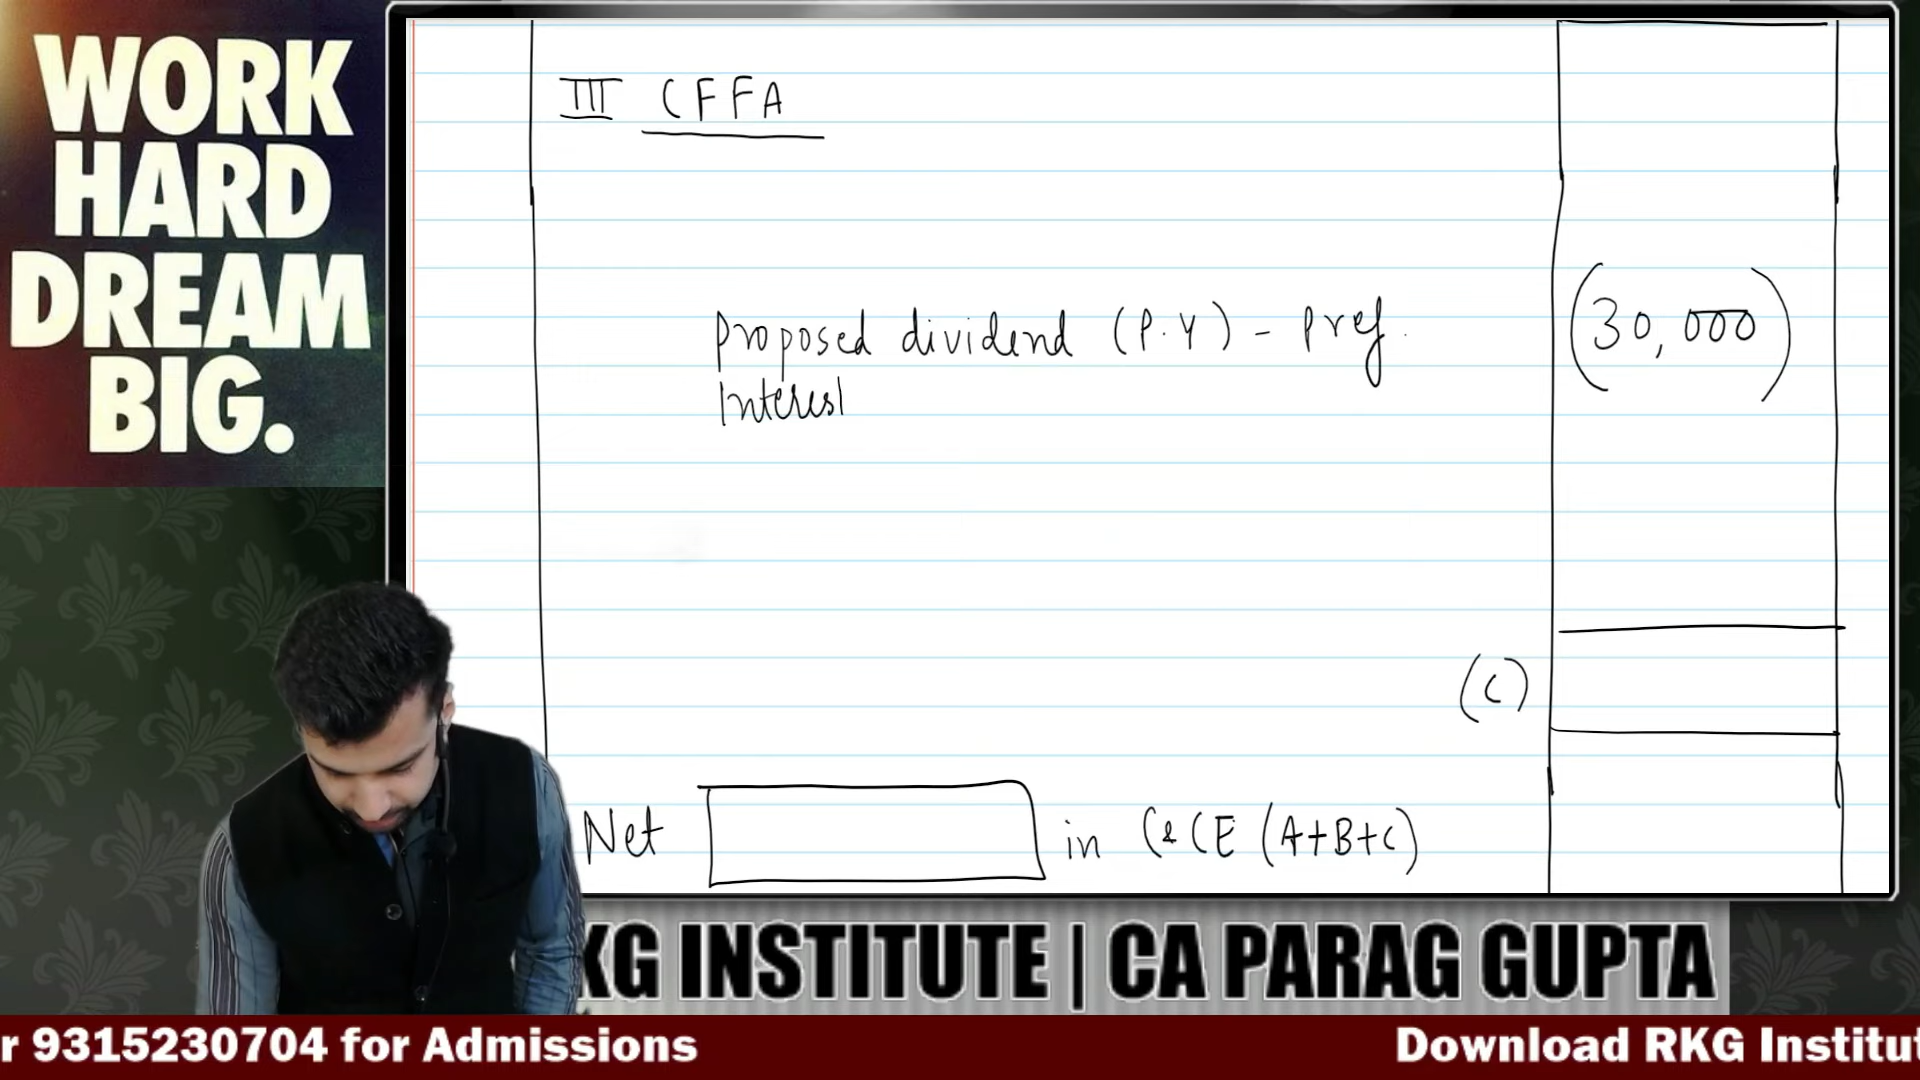 WORK
HARD
DREAM
BIG.
III CFFA
Proposed dividend (P.Y) - Pref.
Interest
(30,000)
(C)
Net
in C&CE (A+B+C)
KG INSTITUTE | CA PARAG GUPTA
r 9315230704 for Admissions
Download RKG Institut